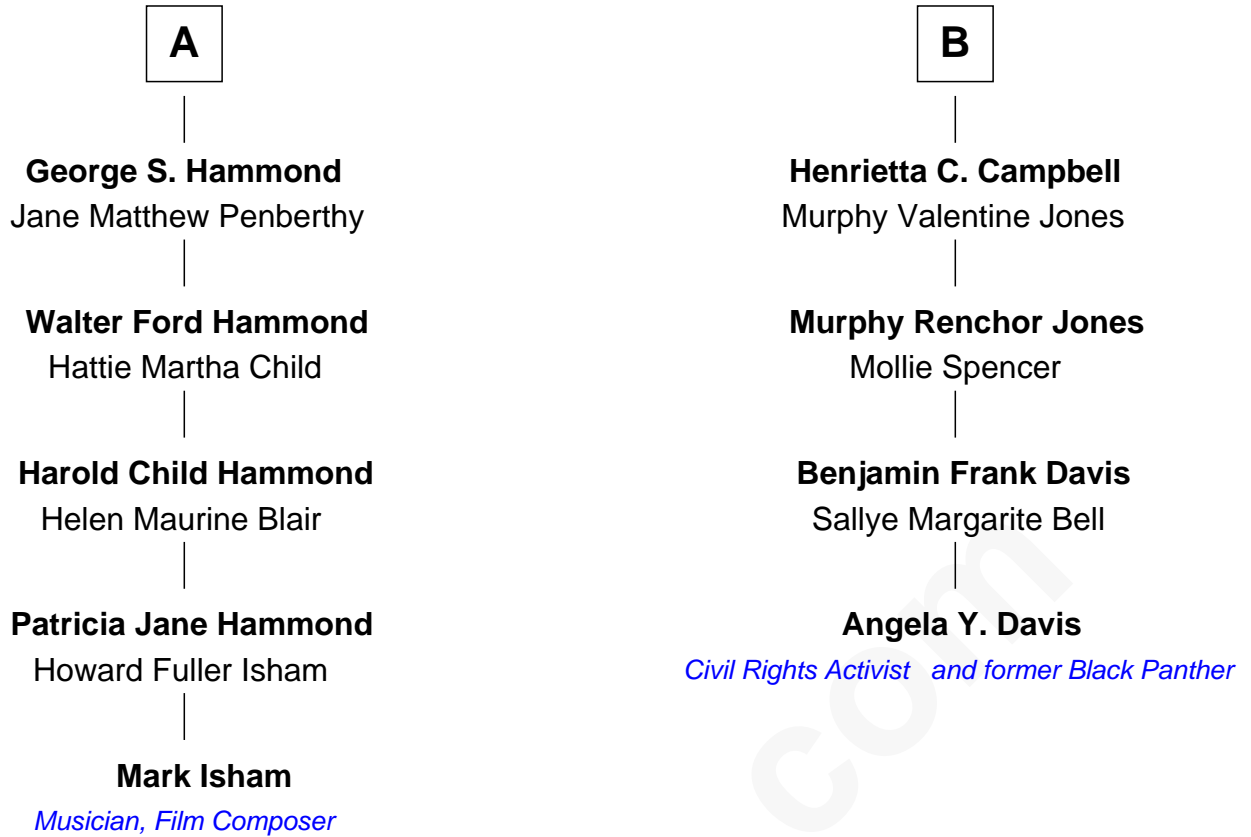 A
George S. Hammond
Jane Matthew Penberthy
Walter Ford Hammond
Hattie Martha Child
Harold Child Hammond
Helen Maurine Blair
Patricia Jane Hammond
Howard Fuller Isham
Mark Isham
Musician, Film Composer
B
Henrietta C. Campbell
Murphy Valentine Jones
Murphy Renchor Jones
Mollie Spencer
Benjamin Frank Davis
Sallye Margarite Bell
Angela Y. Davis
Civil Rights Activist and former Black Panther
com